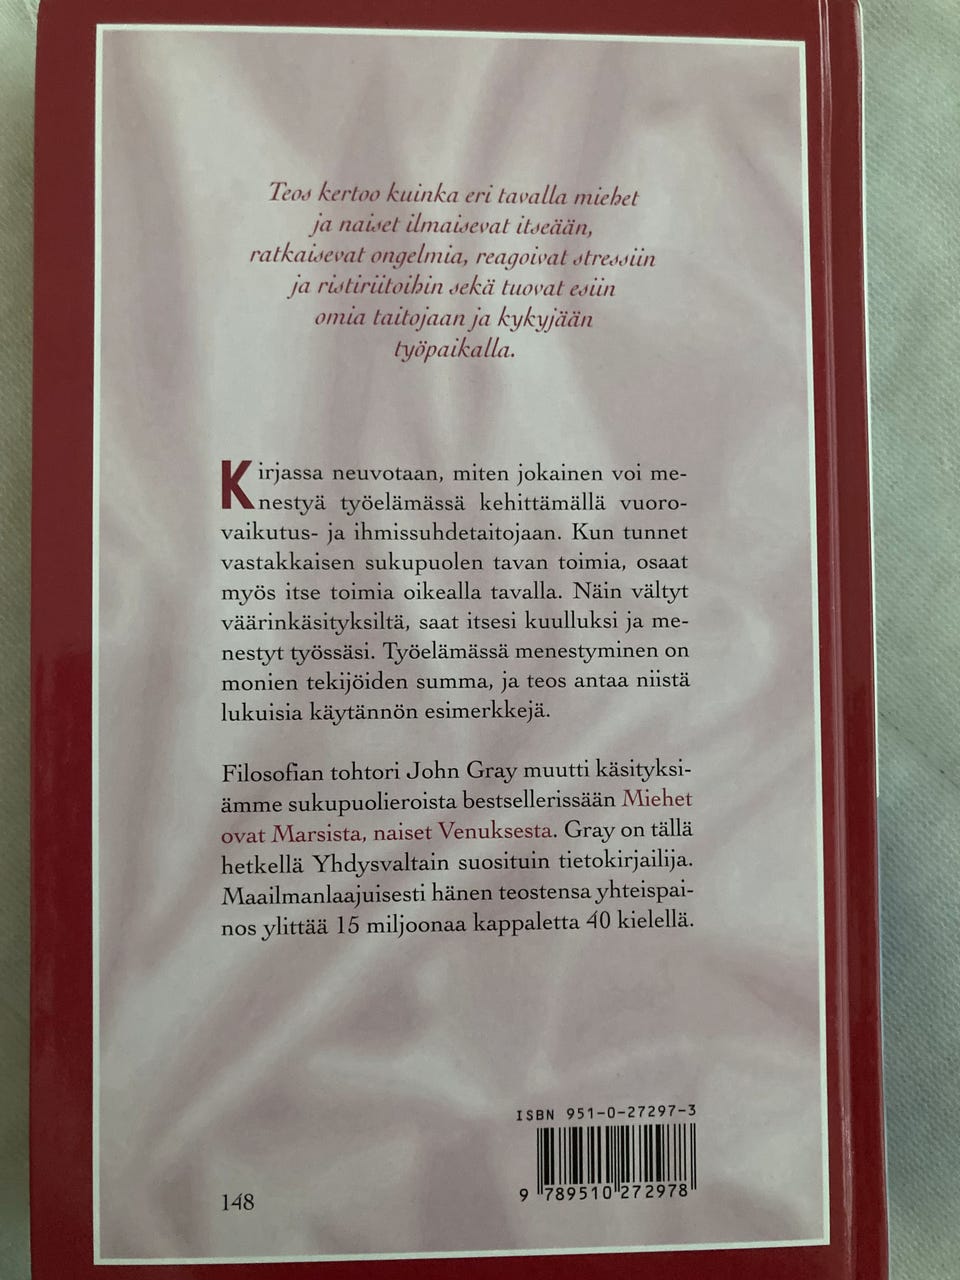 Teos kertoo kuinka eri tavalla miehet
ja naiset ilmaisevat itseään,
ratkaisevat ongelmia, reagoivat stressiin
ja ristiriitoihin sekä tuovat esiin
omia taitojaan ja kykyjään
työpaikalla.
Kirjassa neuvotaan, miten jokainen voi me-
nestyä työelämässä kehittämällä vuoro-
vaikutus- ja ihmissuhdetaitojaan. Kun tunnet
vastakkaisen sukupuolen tavan toimia, osaat
myös itse toimia oikealla tavalla. Näin vältyt
väärinkäsityksiltä, saat itsesi kuulluksi ja me-
nestyt työssäsi. Työelämässä menestyminen on
monien tekijöiden summa, ja teos antaa niistä
lukuisia käytännön esimerkkejä.
Filosofian tohtori John Gray muutti käsityksi-
ämme sukupuolieroista bestsellerissään Miehet
ovat Marsista, naiset Venuksesta. Gray on tällä
hetkellä Yhdysvaltain suosituin tietokirjailija.
Maailmanlaajuisesti hänen teostensa yhteispai-
nos ylittää 15 miljoonaa kappaletta 40 kielellä.
ISBN 951-0-27297-3
9 789510 272978
148